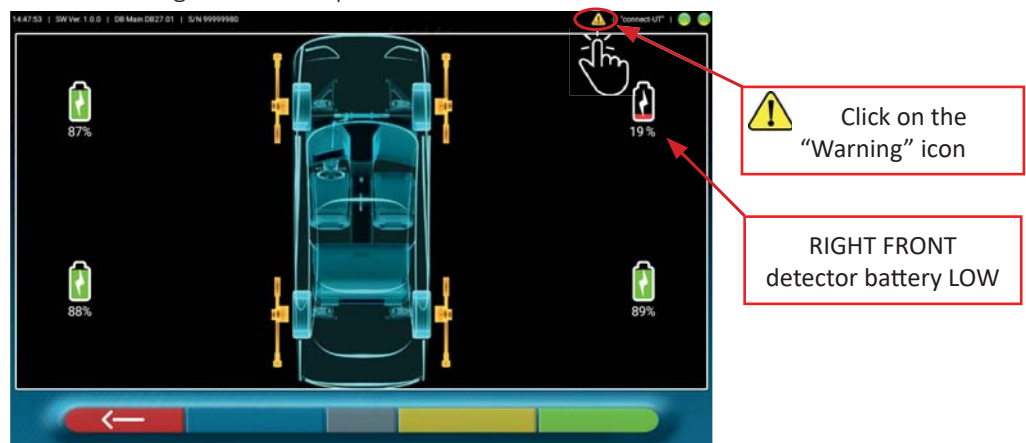 14:47:53 | SW Ver. 1.0.0 | DB Main DB27.01 | S/N 99999980
| "connect-UT" |
87%
19%
Click on the
“Warning” icon
RIGHT FRONT
detector battery LOW
88%
89%